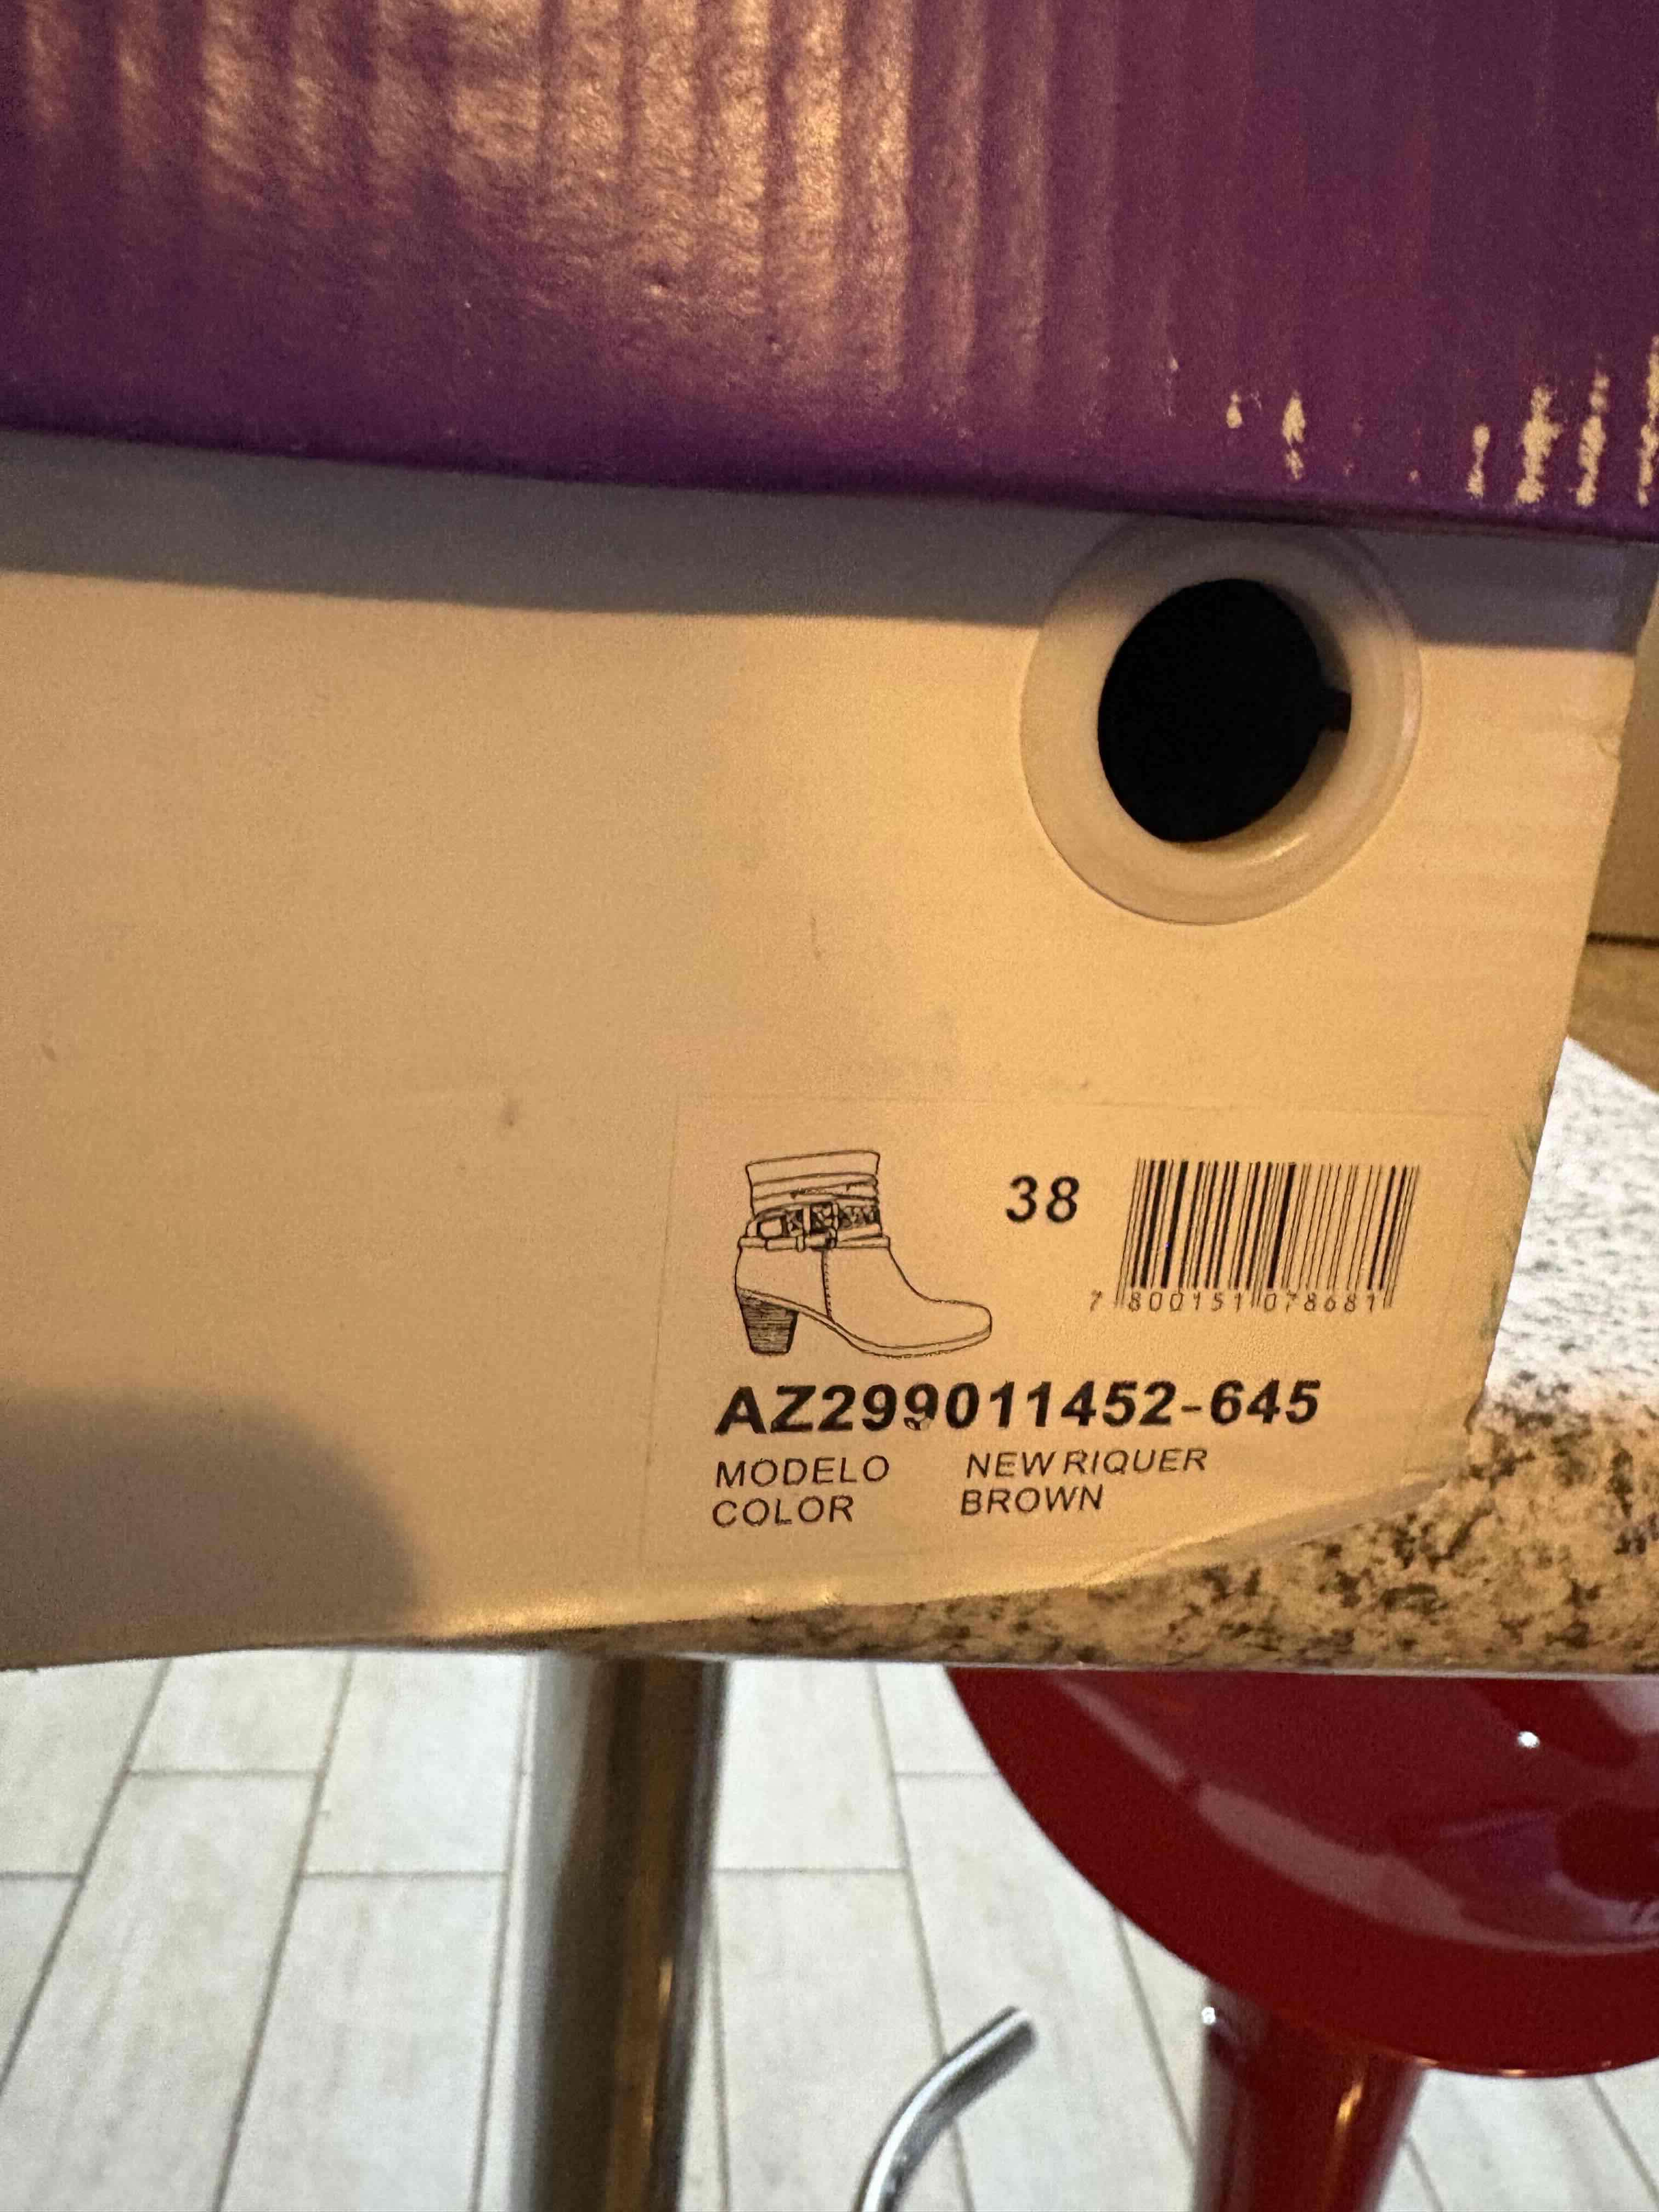 38
7 800151 078681
AZ299011452-645
MODELO NEW RIQUER
COLOR BROWN